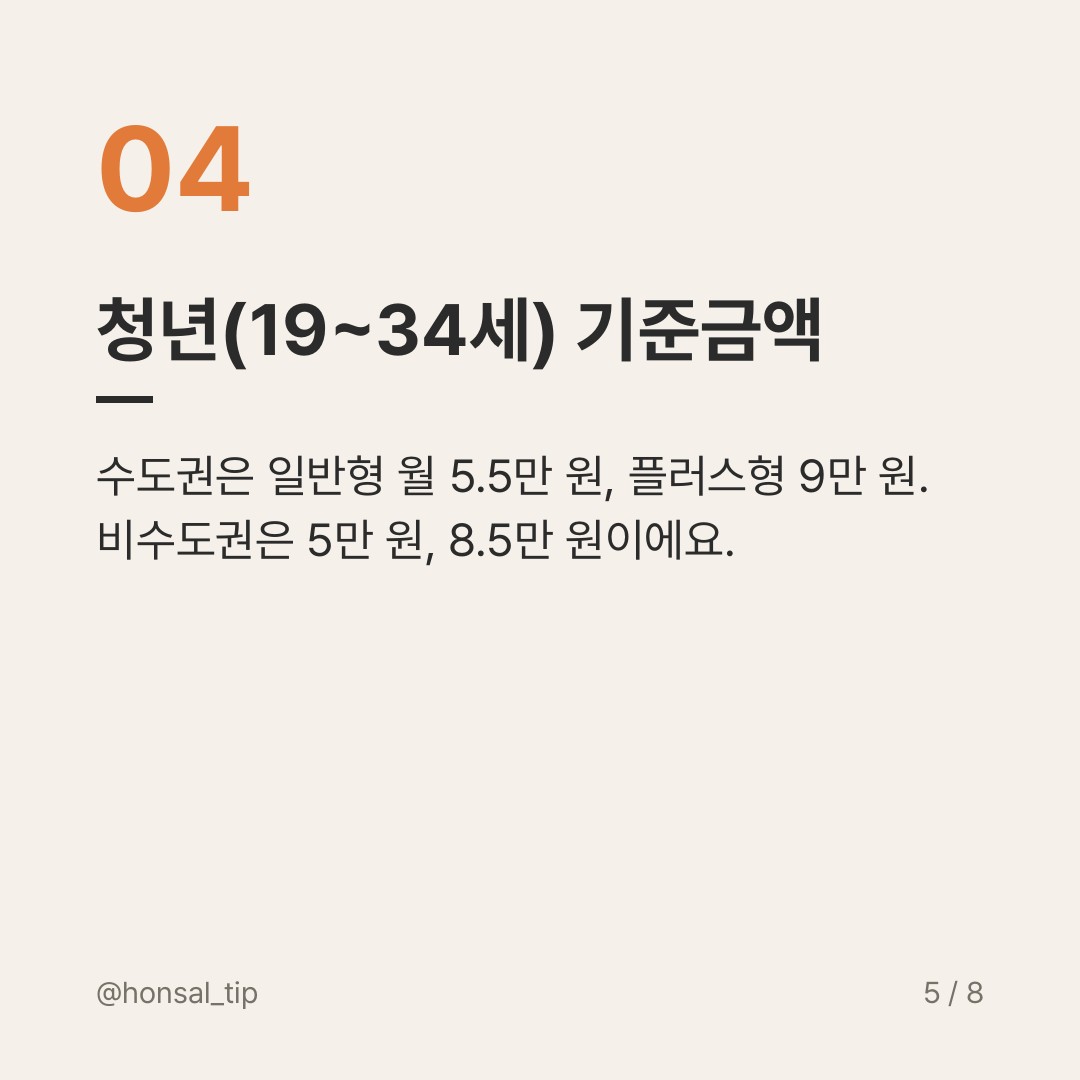 04
청년(19~34세) 기준금액
수도권은 일반형 월 5.5만 원, 플러스형 9만 원.
비수도권은 5만 원, 8.5만 원이에요.
@honsal_tip
5 / 8